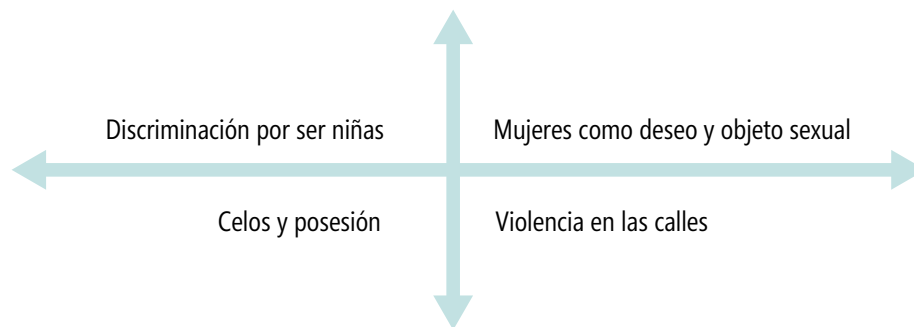 Discriminación por ser niñas
Mujeres como deseo y objeto sexual
Celos y posesión
Violencia en las calles